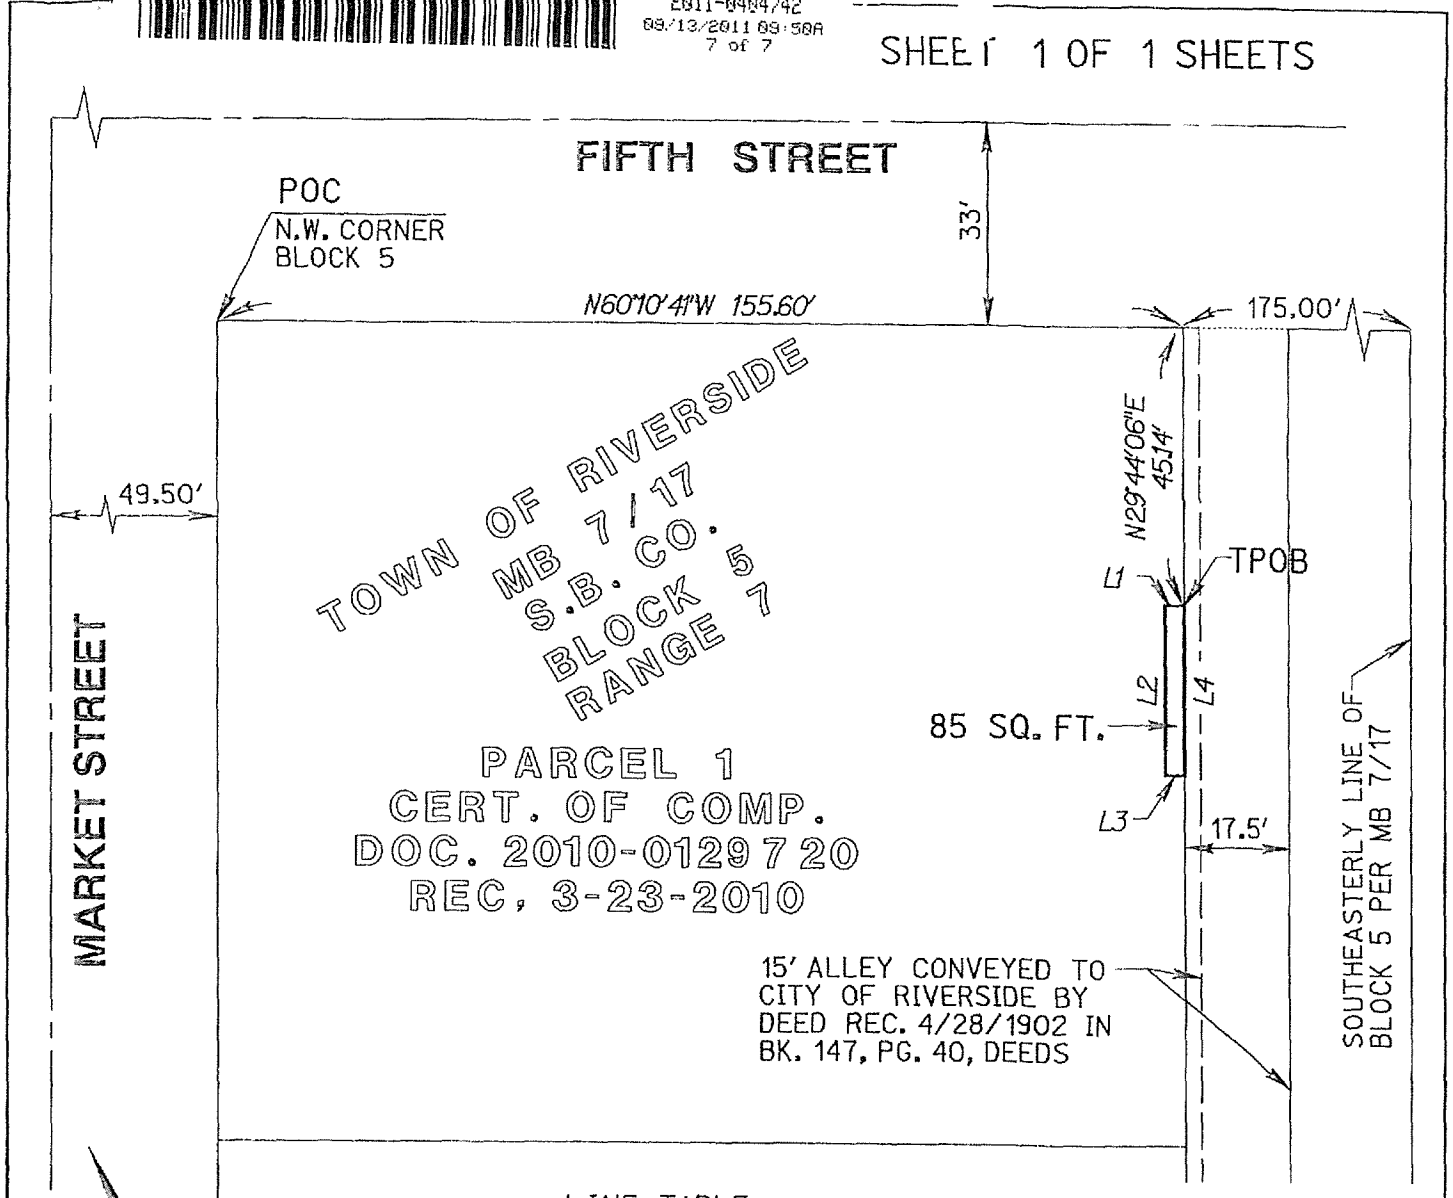 2011-0404742
09/13/2011 09:50A
7 of 7
SHEET 1 OF 1 SHEETS
FIFTH STREET
POC
N.W. CORNER
BLOCK 5
33'
N60°10'41"W 155.60'
175.00'
49.50'
N29°44'06"E
45.14'
TOWN OF RIVERSIDE
MB 7/17
S.B. CO.
BLOCK 5
RANGE 7
L1
TPOB
L2
L4
85 SQ. FT.
L3
17.5'
MARKET STREET
PARCEL 1
CERT. OF COMP.
DOC. 2010-0129720
REC, 3-23-2010
15' ALLEY CONVEYED TO
CITY OF RIVERSIDE BY
DEED REC. 4/28/1902 IN
BK. 147, PG. 40, DEEDS
SOUTHEASTERLY LINE OF
BLOCK 5 PER MB 7/17
LINE TABLE